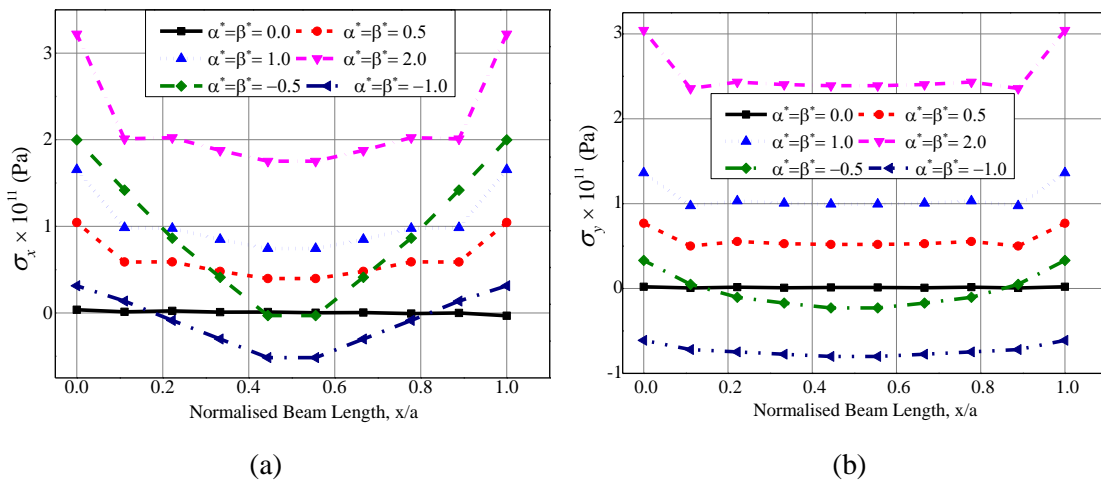 α*=β*= 0.0 α*=β*= 0.5
α*=β*= 1.0 α*=β*= 2.0
α*=β*= −0.5 α*=β*= −1.0
3
2
1
0
σx × 10^11 (Pa)
0.0 0.2 0.4 0.6 0.8 1.0
Normalised Beam Length, x/a
(a)
α*=β*= 0.0 α*=β*= 0.5
α*=β*= 1.0 α*=β*= 2.0
α*=β*= −0.5 α*=β*= −1.0
3
2
1
0
-1
σy × 10^11 (Pa)
0.0 0.2 0.4 0.6 0.8 1.0
Normalised Beam Length, x/a
(b)